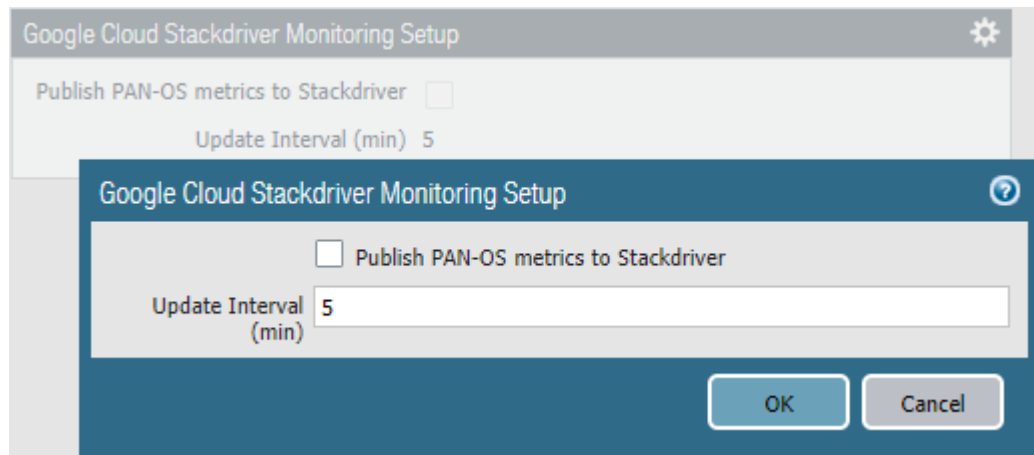 Google Cloud Stackdriver Monitoring Setup
Publish PAN-OS metrics to Stackdriver
Update Interval (min) 5
Google Cloud Stackdriver Monitoring Setup
?
Publish PAN-OS metrics to Stackdriver
Update Interval 5
(min)
OK Cancel